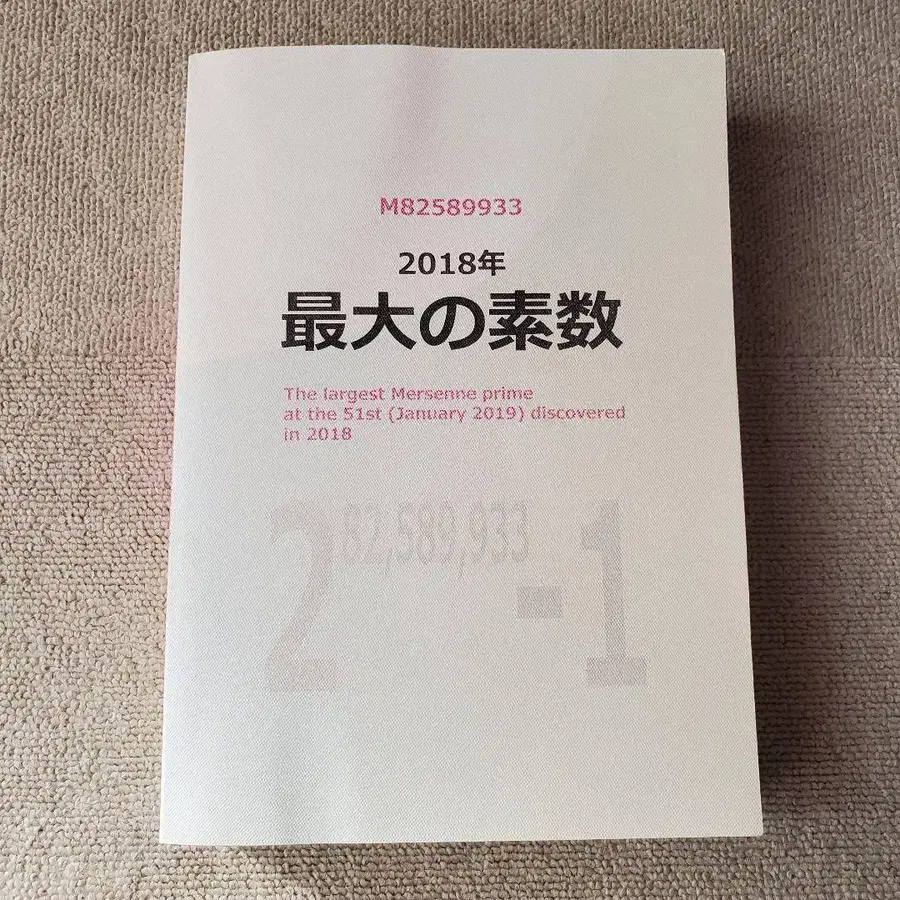 M82589933
2018年
最大の素数
The largest Mersenne prime
at the 51st (January 2019) discovered
in 2018
2^82,589,933-1